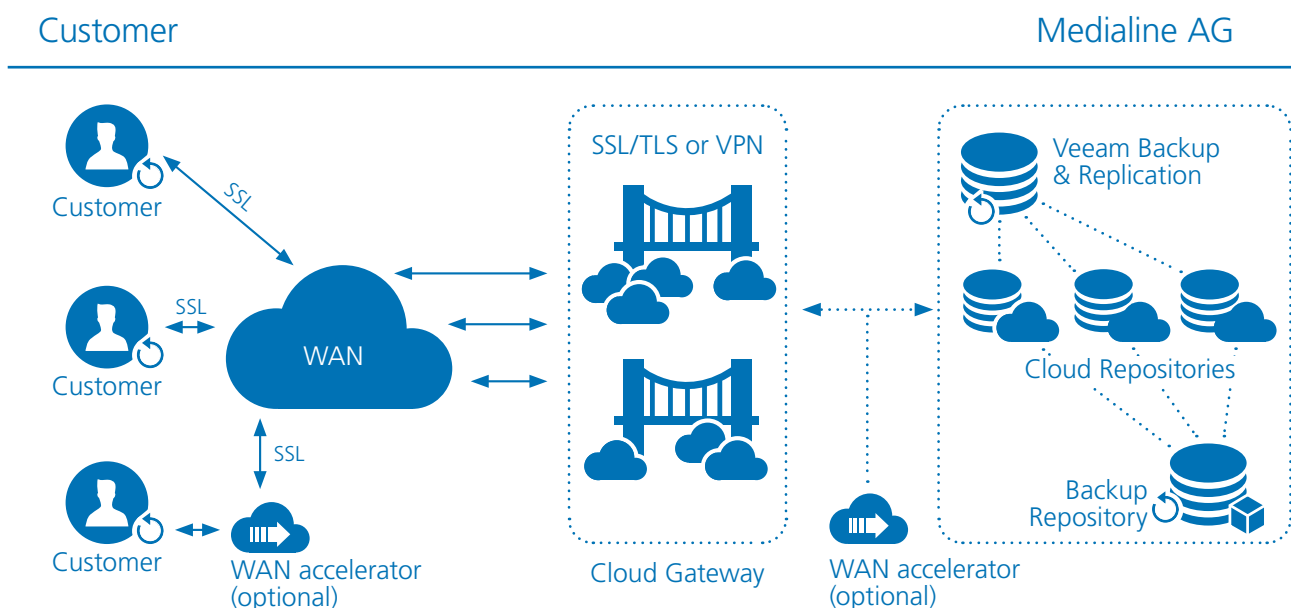 Customer
Medialine AG
Customer
SSL
SSL/TLS or VPN
Veeam Backup
& Replication
Customer
SSL
WAN
Cloud Repositories
SSL
Customer
WAN accelerator
(optional)
Cloud Gateway
WAN accelerator
(optional)
Backup
Repository